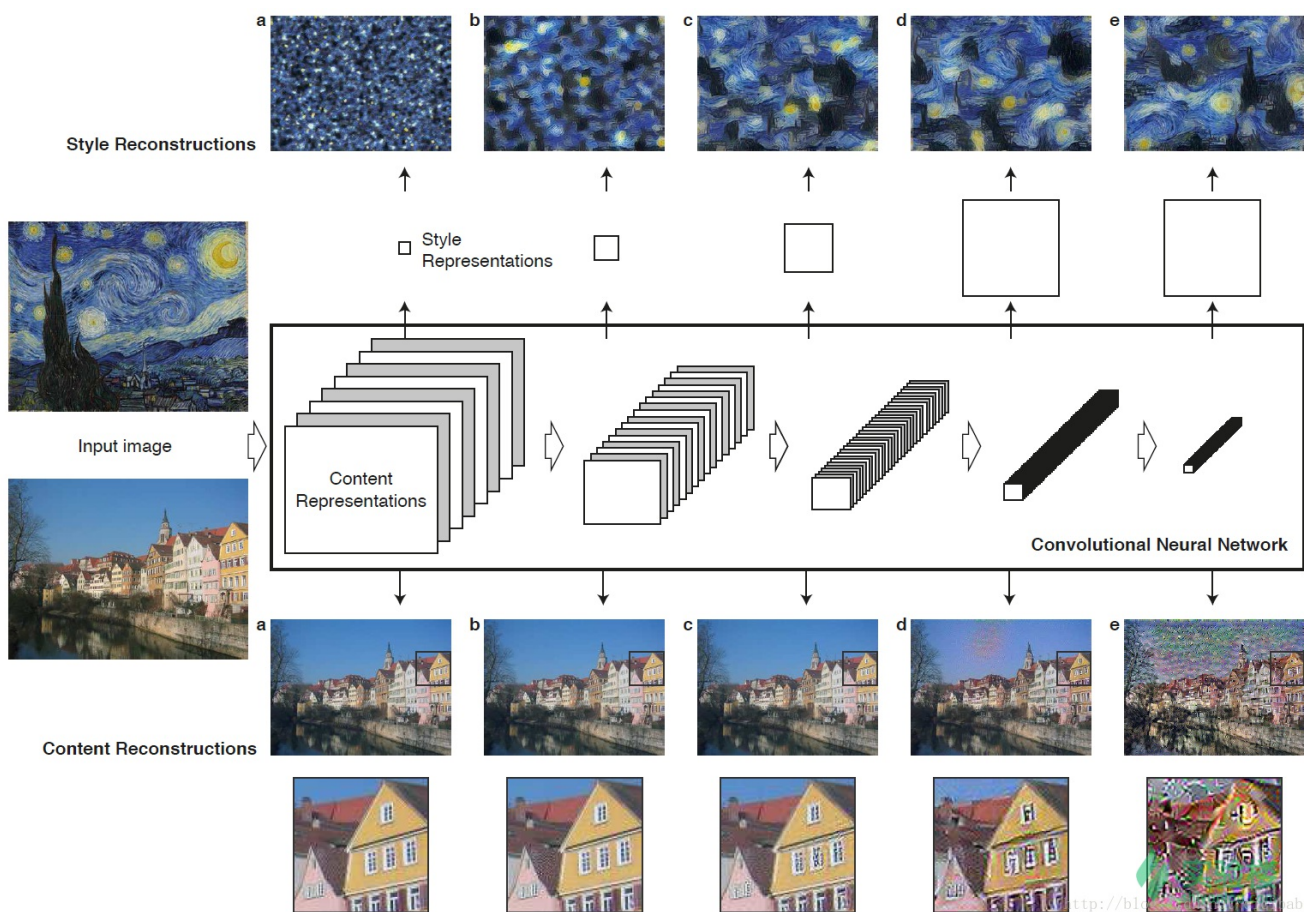 a
b
c
d
e
Style Reconstructions
Style
Representations
Input image
Content
Representations
Convolutional Neural Network
a
b
c
d
e
Content Reconstructions